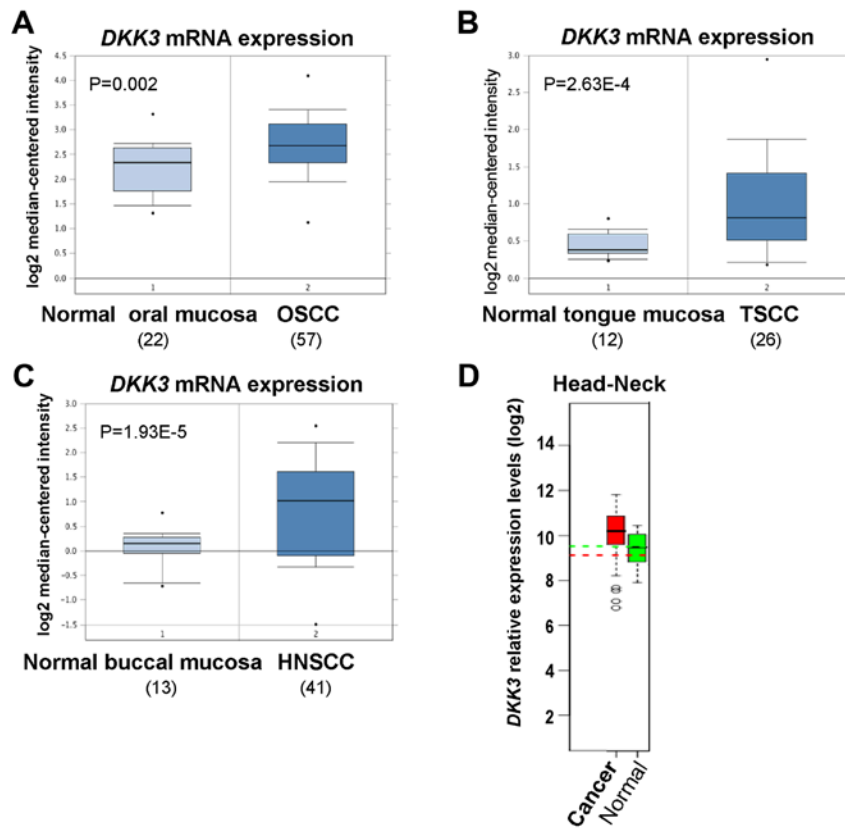 A
DKK3 mRNA expression
log2 median-centered intensity
4.5
4.0
3.5
3.0
2.5
2.0
1.5
1.0
0.5
0.0
P=0.002
1
2
Normal oral mucosa OSCC
(22) (57)
B
DKK3 mRNA expression
log2 median-centered intensity
3.0
2.5
2.0
1.5
1.0
0.5
0.0
P=2.63E-4
1
2
Normal tongue mucosa TSCC
(12) (26)
C
DKK3 mRNA expression
log2 median-centered intensity
3.0
2.5
2.0
1.5
1.0
0.5
0.0
-0.5
-1.0
-1.5
P=1.93E-5
1
2
Normal buccal mucosa HNSCC
(13) (41)
D
Head-Neck
DKK3 relative expression levels (log2)
14
12
10
8
6
4
2
Cancer
Normal